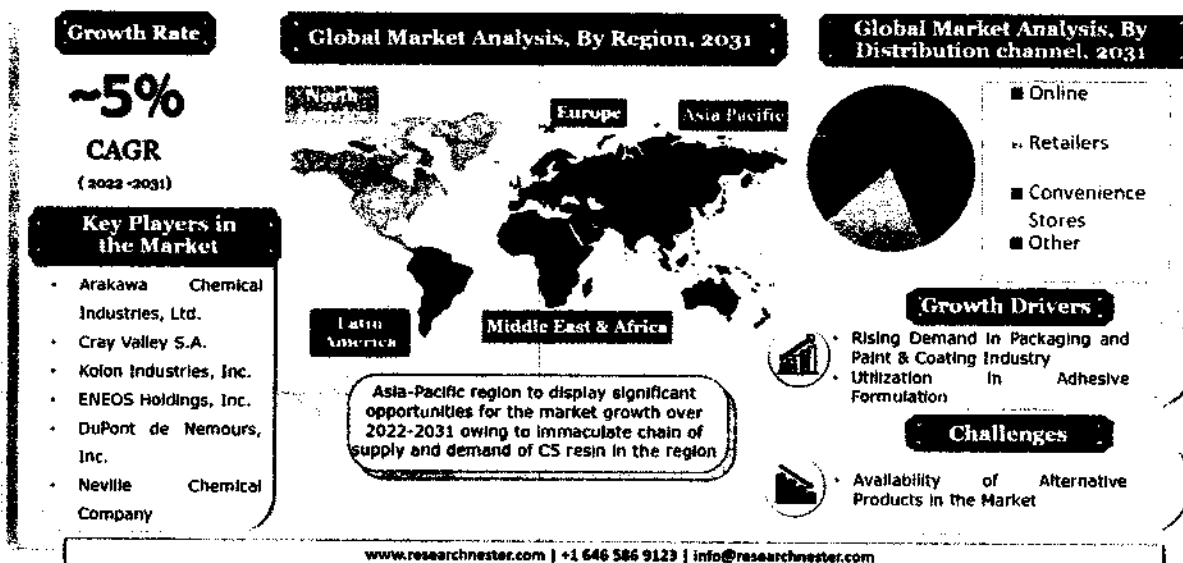 Growth Rate
~5%
CAGR
(2022-2031)
Key Players in
the Market
Arakawa Chemical
Industries, Ltd.
Cray Valley S.A.
Kolon Industries, Inc.
ENEOS Holdings, Inc.
DuPont de Nemours,
Inc.
Neville Chemical
Company
Global Market Analysis, By Region, 2031
North
Europe
Asia Pacific
Latin
America
Middle East & Africa
Asia-Pacific region to display significant
opportunities for the market growth over
2022-2031 owing to immaculate chain of
supply and demand of C5 resin in the region
Global Market Analysis, By
Distribution channel, 2031
Online
Retailers
Convenience
Stores
Other
Growth Drivers
Rising Demand in Packaging and
Paint & Coating Industry
Utilization in Adhesive
Formulation
Challenges
Availability of Alternative
Products in the Market
www.researchnester.com | +1 646 586 9123 | info@researchnester.com